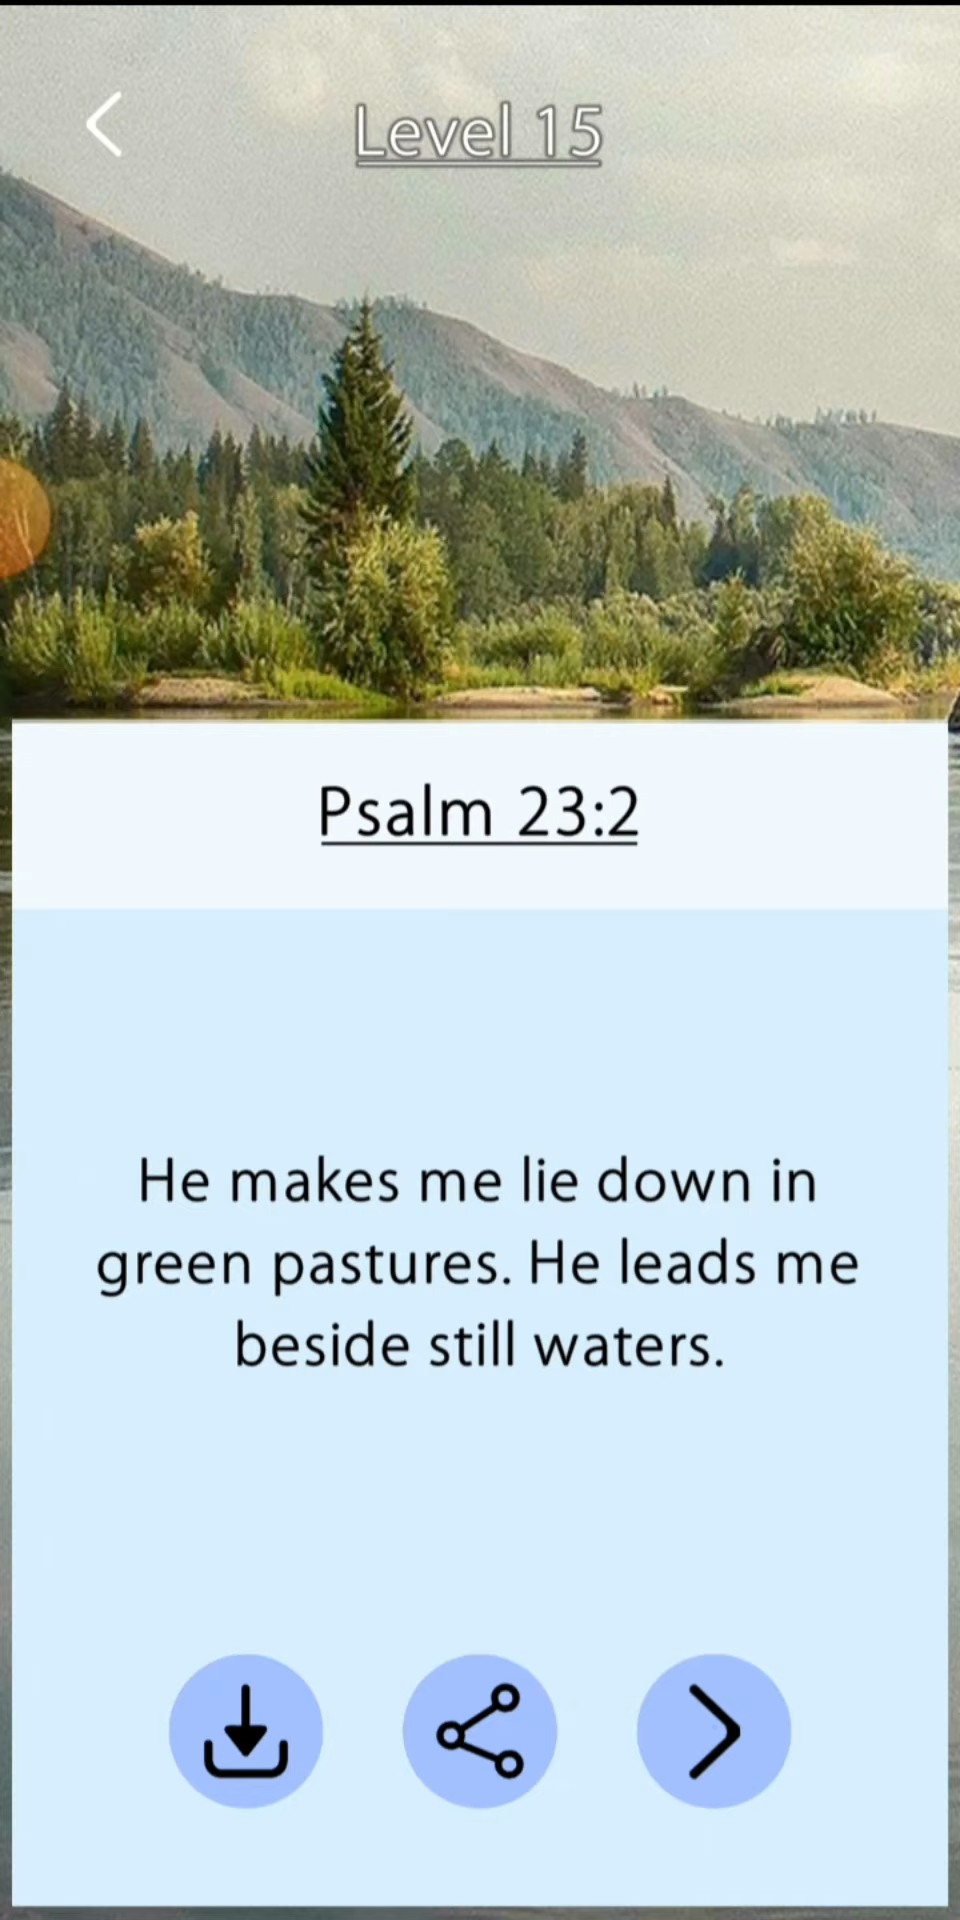 Level 15
Psalm 23:2
He makes me lie down in
green pastures. He leads me
beside still waters.